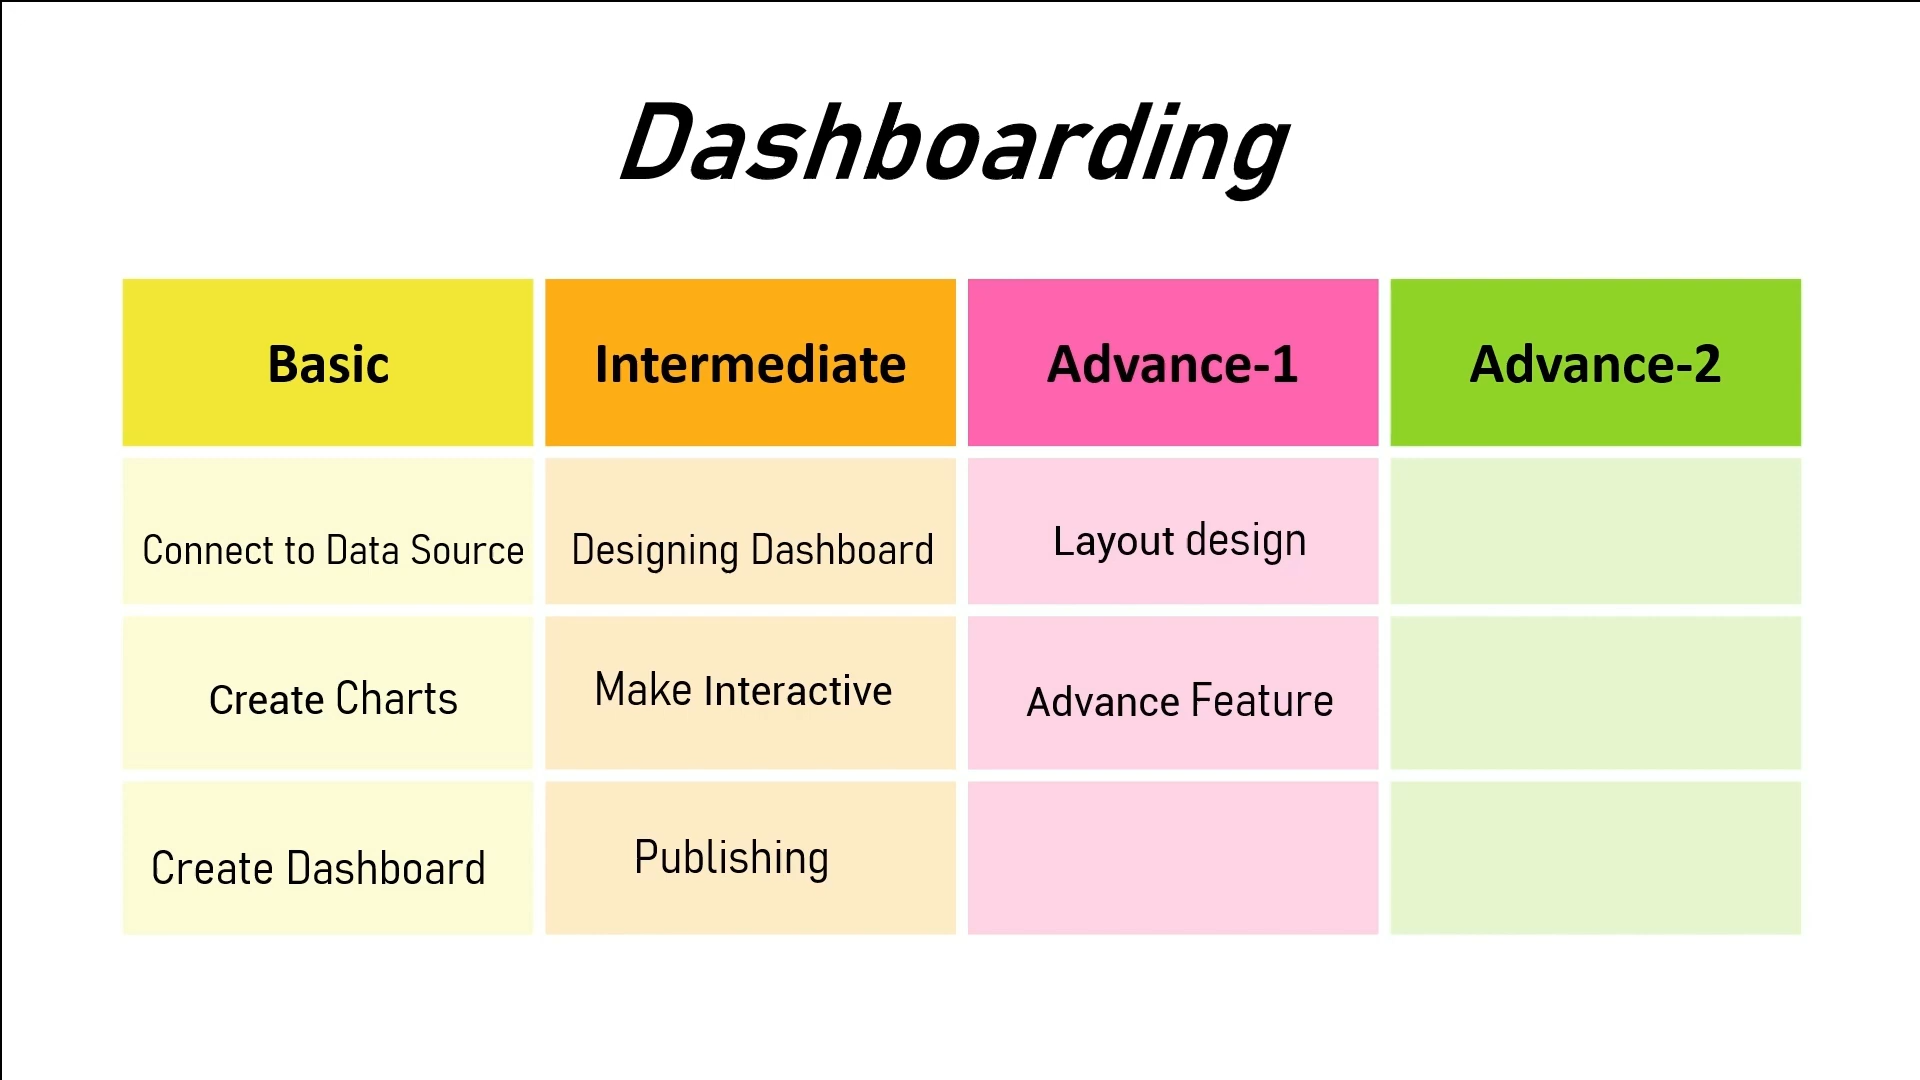 Dashboarding
Basic
Intermediate
Advance-1
Advance-2
Connect to Data Source
Designing Dashboard
Layout design
Create Charts
Make Interactive
Advance Feature
Create Dashboard
Publishing